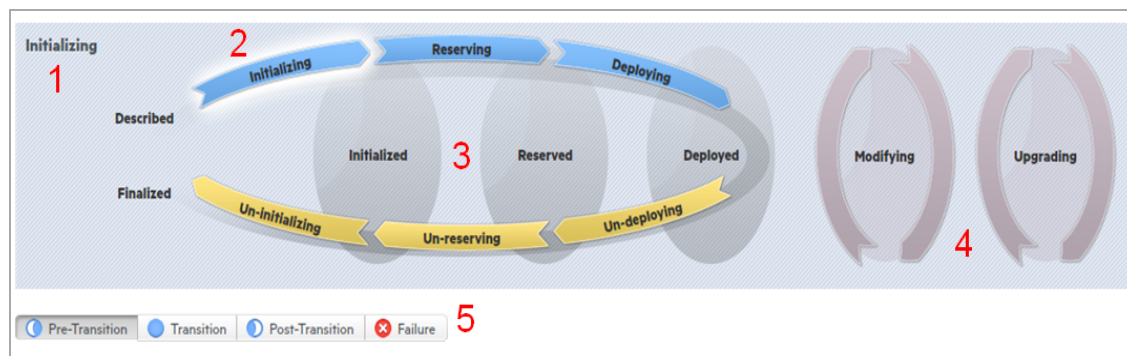 Initializing
1
2
Initializing
Reserving
Deploying
Described
Initialized
3
Reserved
Deployed
Modifying
Upgrading
Finalized
Un-initializing
Un-reserving
Un-deploying
4
Pre-Transition
Transition
Post-Transition
Failure
5